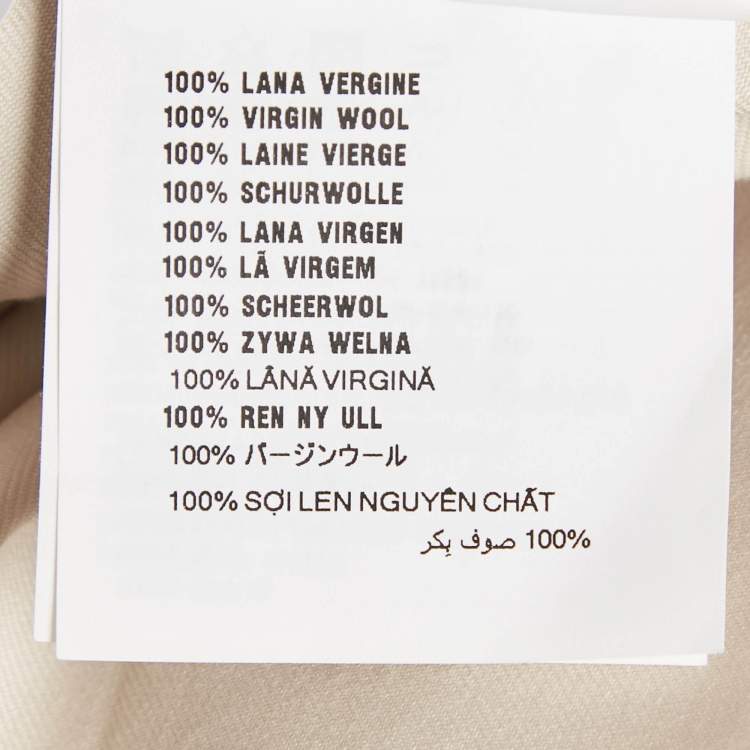 100% LANA VERGINE
100% VIRGIN WOOL
100% LAINE VIERGE
100% SCHURWOLLE
100% LANA VIRGEN
100% LÃ VIRGEM
100% SCHEERWOL
100% ZYWA WELNA
100% LÂNĂ VIRGINĂ
100% REN NY ULL
100% バージンウール
100% SỢI LEN NGUYÊN CHẤT
100% صوف بِكر